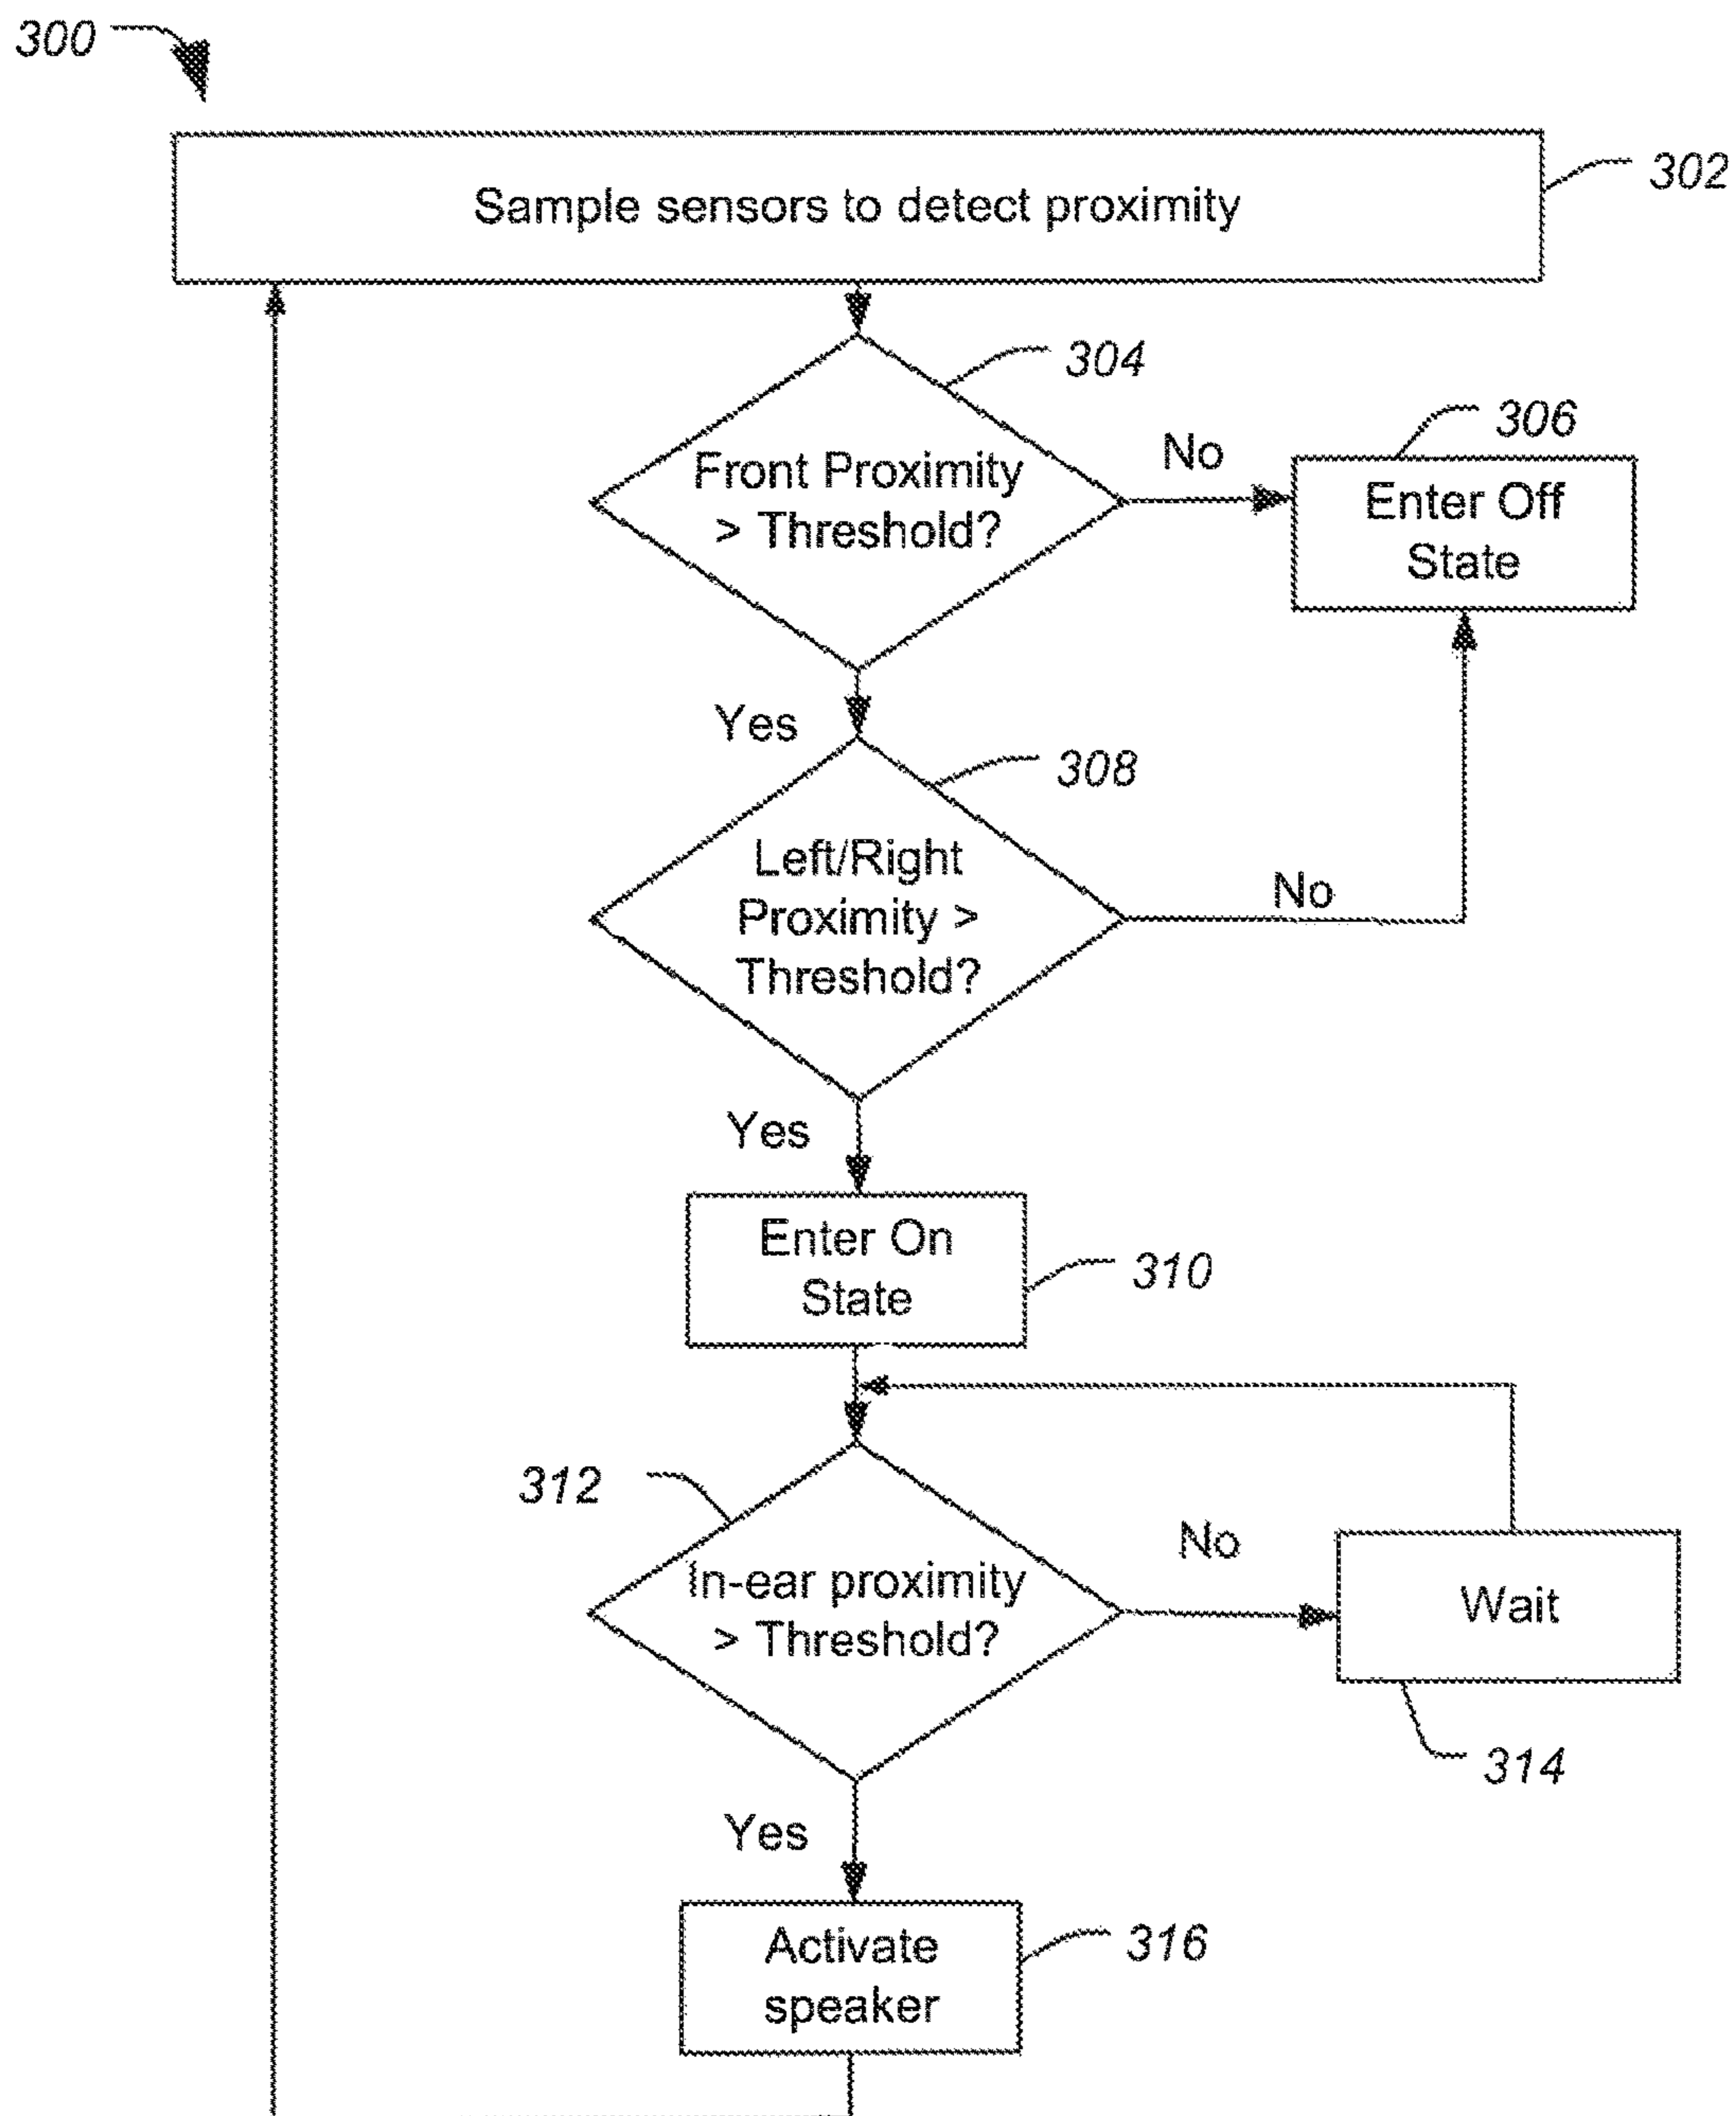 300
302
Sample sensors to detect proximity
304
Front Proximity
> Threshold?
No
306
Enter Off
State
Yes
308
Left/Right
Proximity >
Threshold?
No
Yes
Enter On
State
310
312
In-ear proximity
> Threshold?
No
Wait
314
Yes
Activate
speaker
316